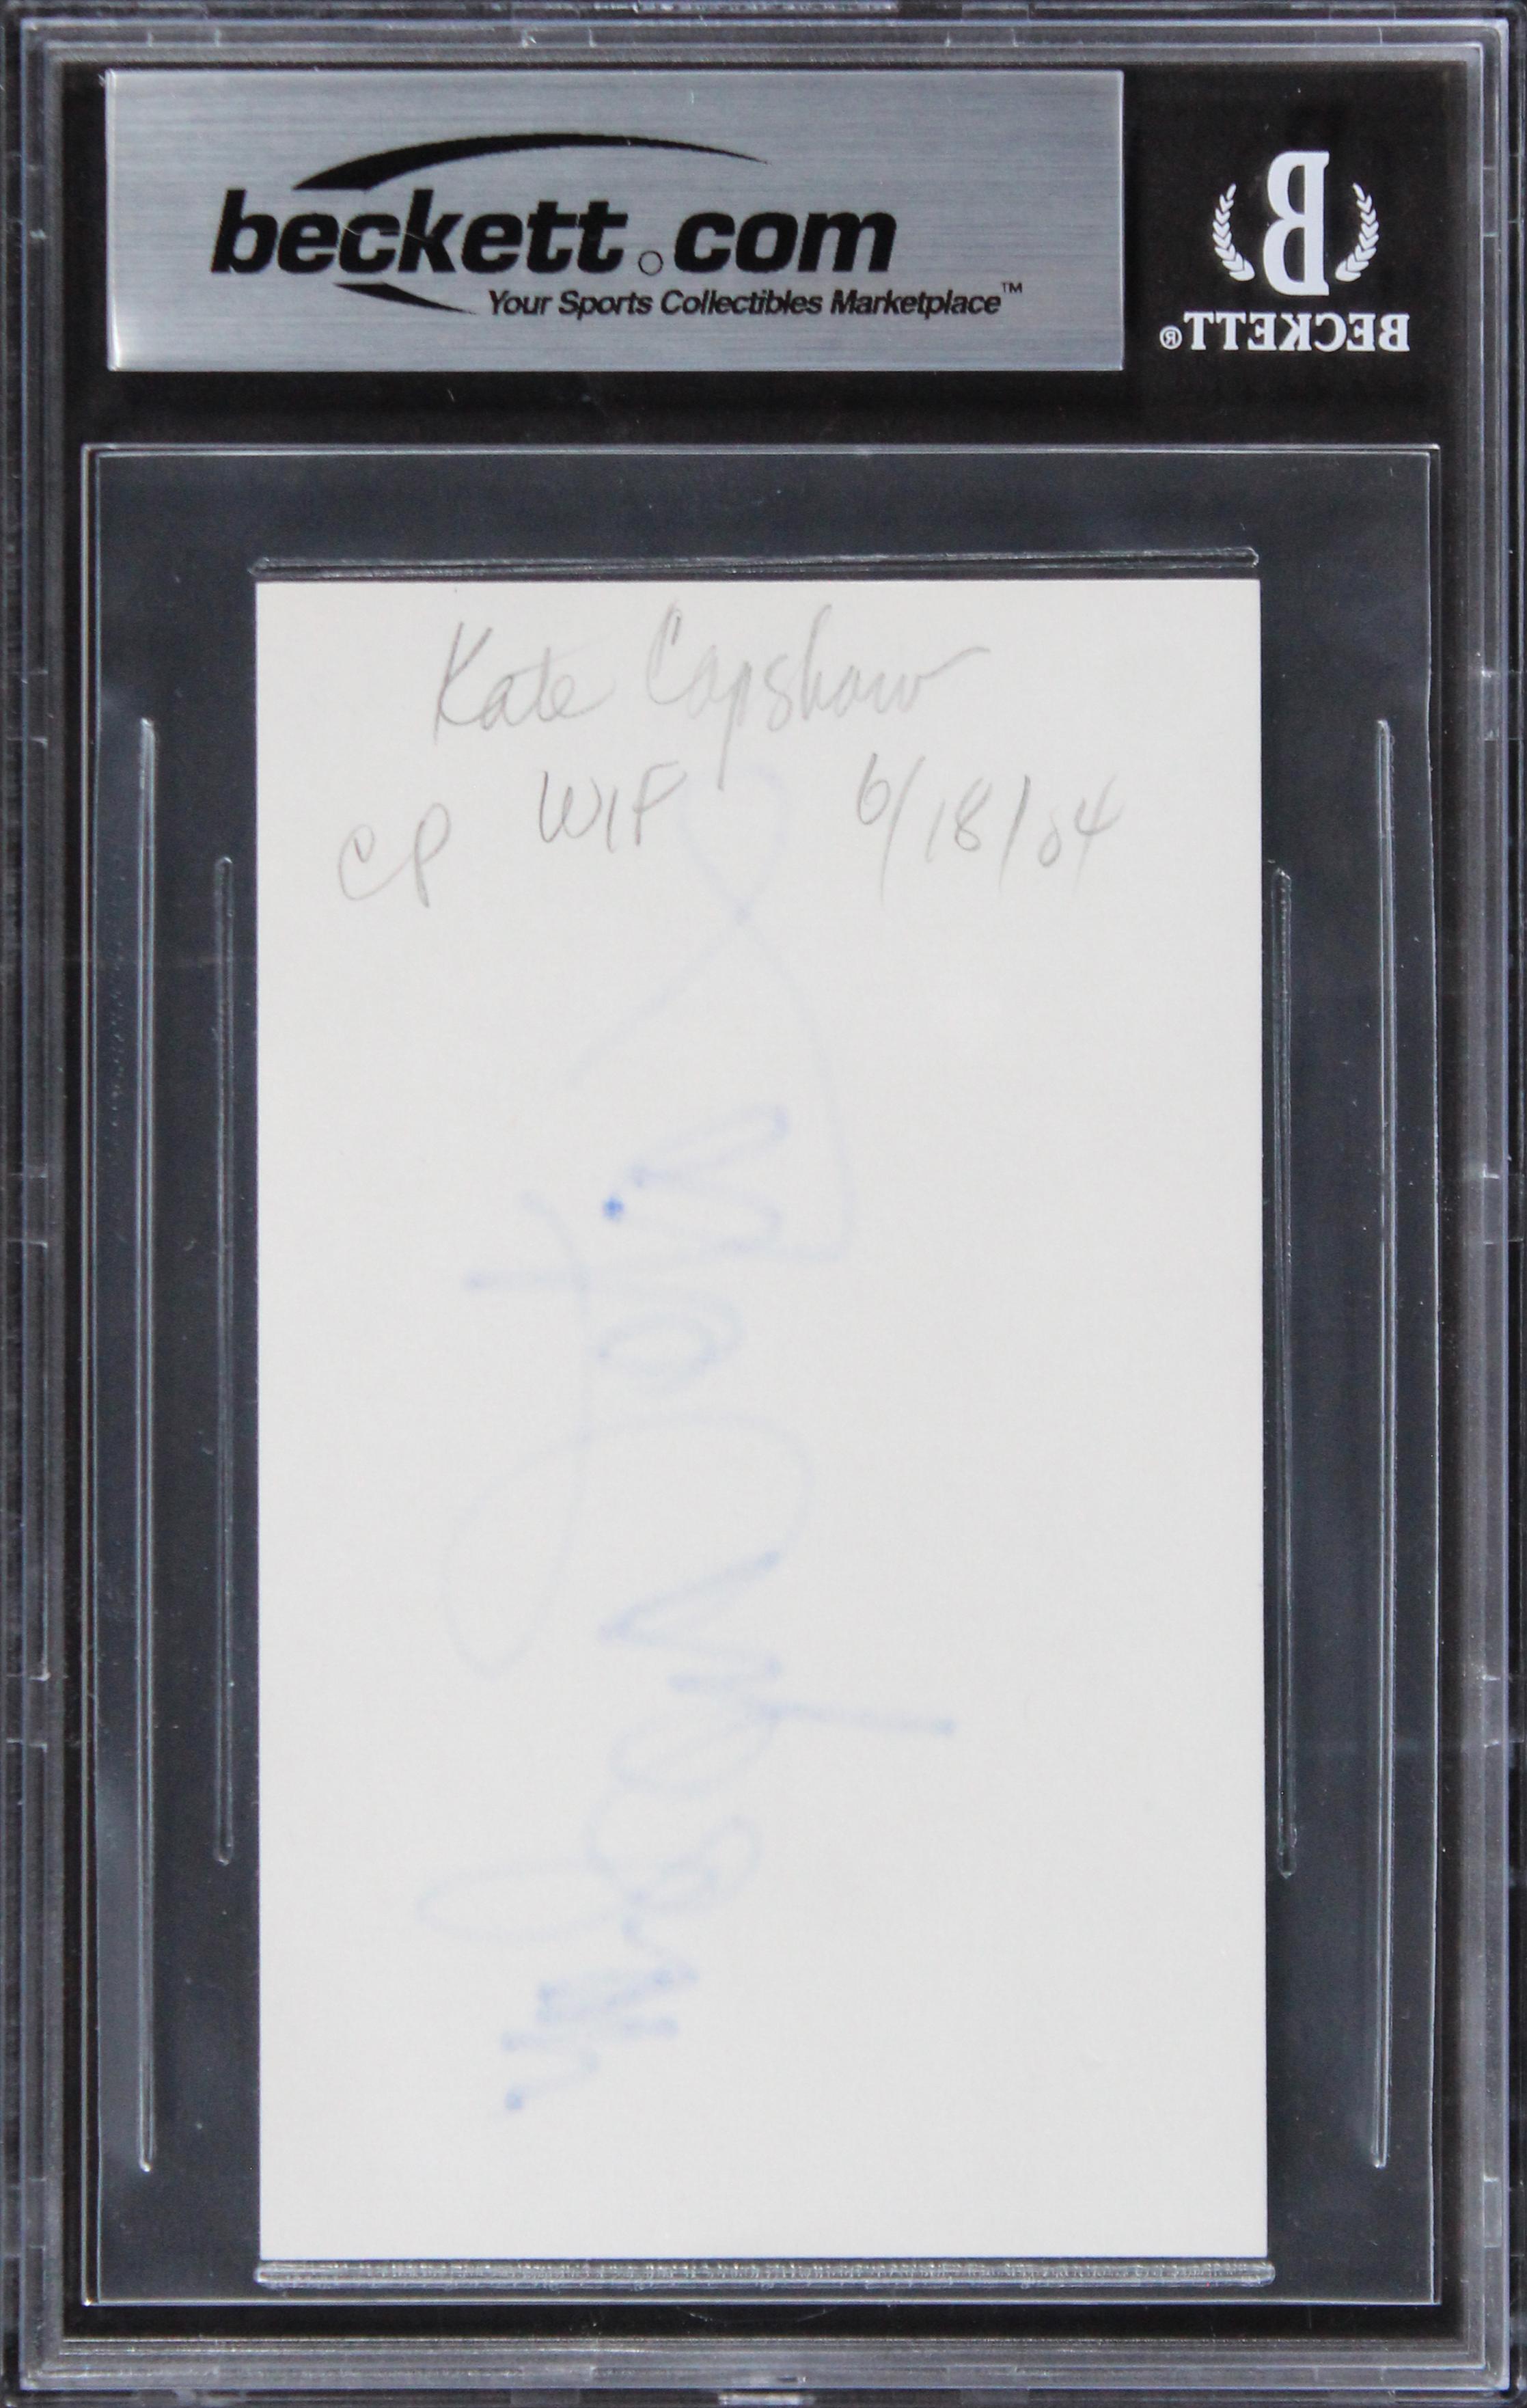 beckett.com
Your Sports Collectibles Marketplace™
BECKETT®
Kate Capshaw
CP WIF 6/18/04